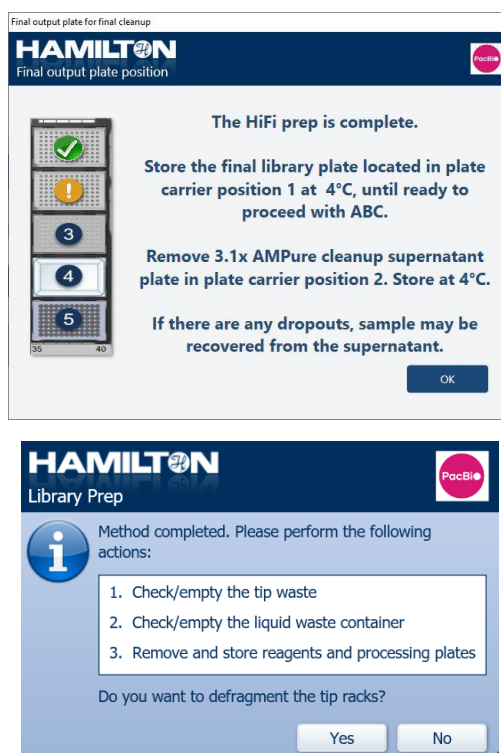 Final output plate for final cleanup
HAMILTON
Final output plate position
PacBio
The HiFi prep is complete.
Store the final library plate located in plate
carrier position 1 at 4°C, until ready to
proceed with ABC.
3
4
5
35 40
Remove 3.1x AMPure cleanup supernatant
plate in plate carrier position 2. Store at 4°C.
If there are any dropouts, sample may be
recovered from the supernatant.
OK
HAMILTON
Library Prep
PacBio
Method completed. Please perform the following
actions:
1. Check/empty the tip waste
2. Check/empty the liquid waste container
3. Remove and store reagents and processing plates
Do you want to defragment the tip racks?
Yes No